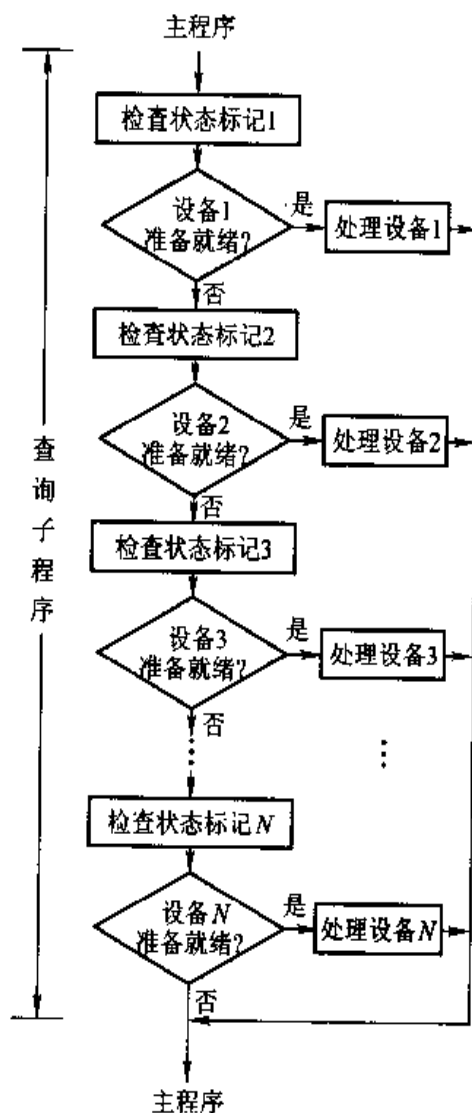 主程序
检查状态标记1
设备1
准备就绪?
是
处理设备1
否
检查状态标记2
设备2
准备就绪?
是
处理设备2
否
检查状态标记3
设备3
准备就绪?
是
处理设备3
否
检查状态标记N
设备N
准备就绪?
是
处理设备N
否
主程序
查询子程序